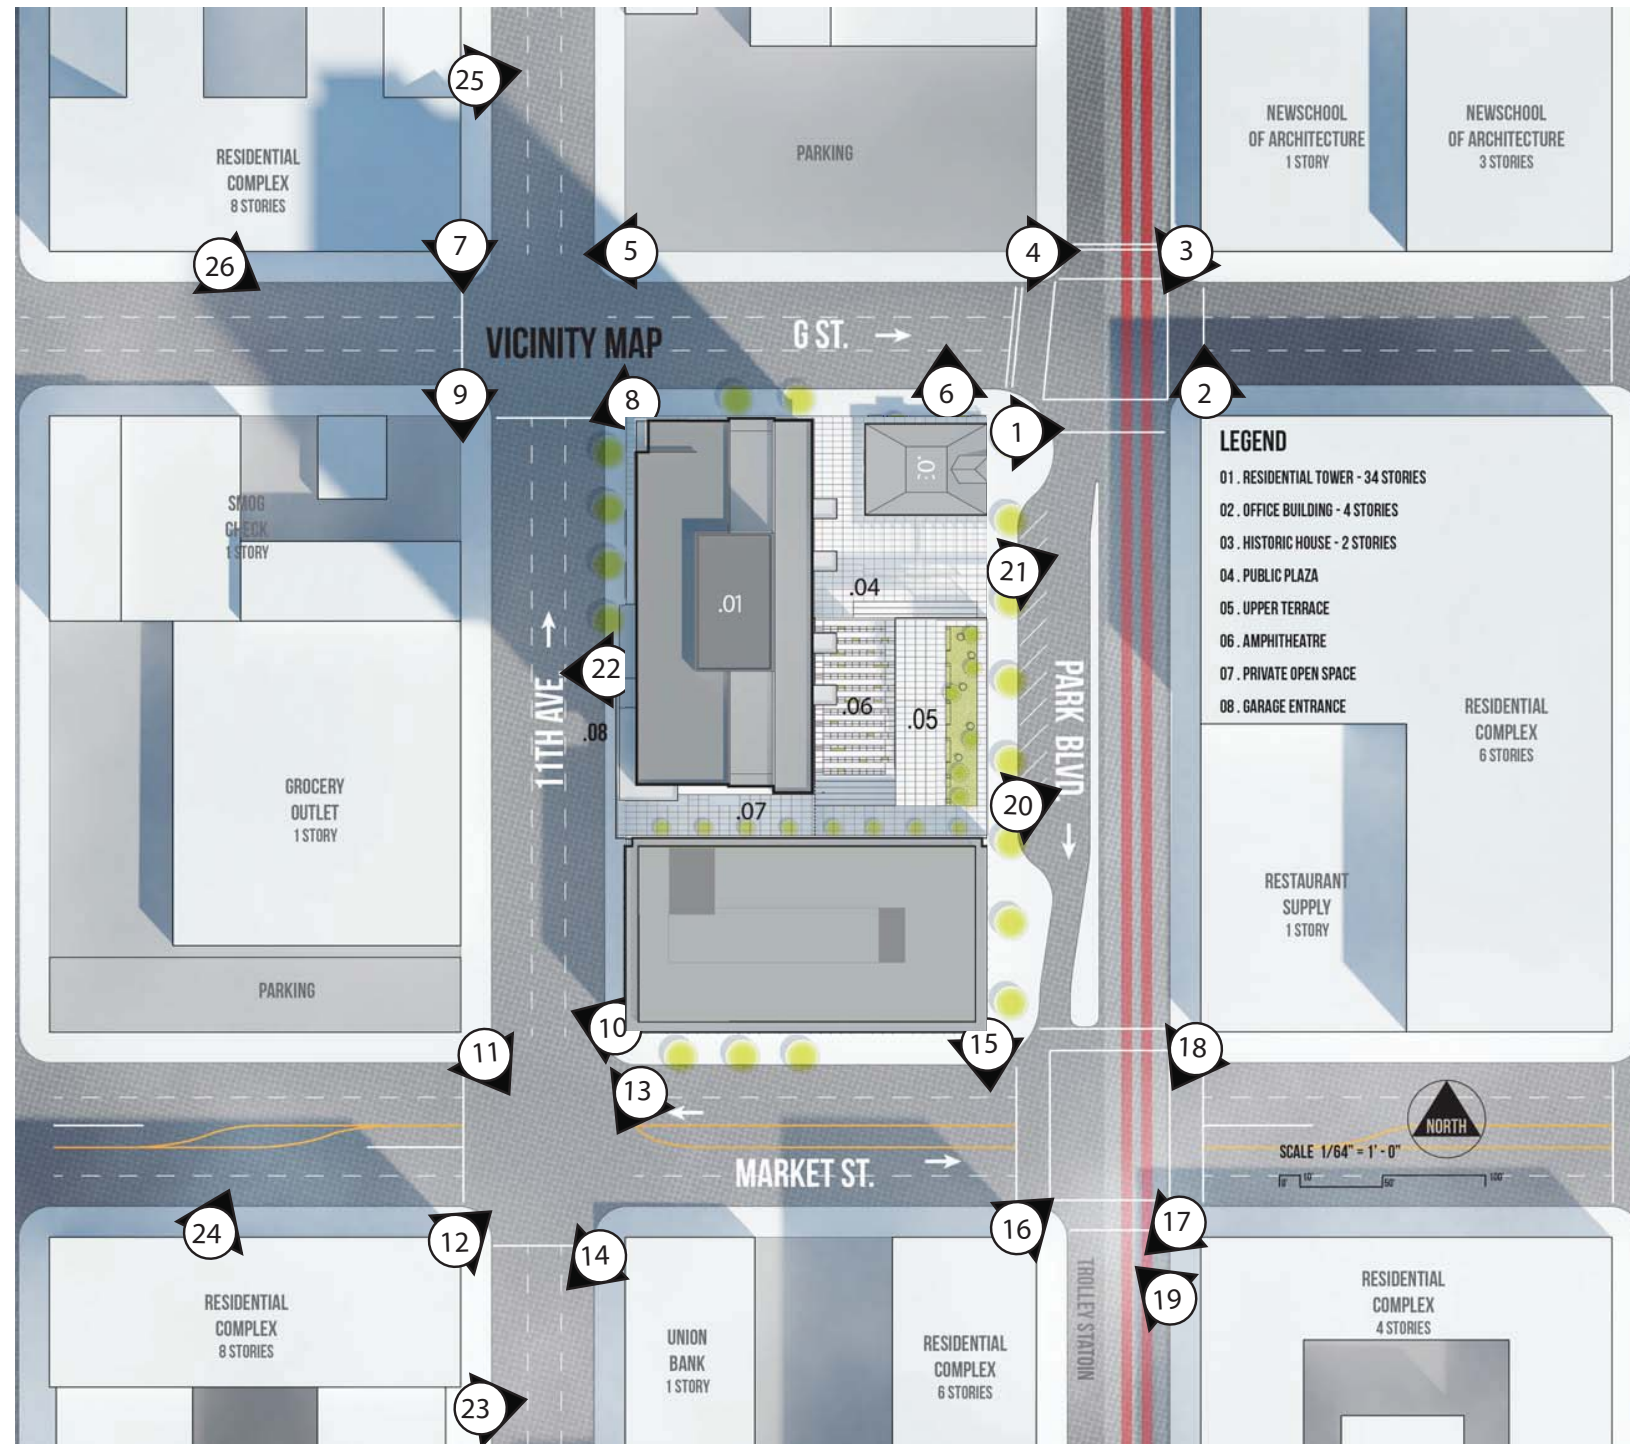 25
RESIDENTIAL
COMPLEX
8 STORIES
PARKING
NEWSCHOOL
OF ARCHITECTURE
1 STORY
NEWSCHOOL
OF ARCHITECTURE
3 STORIES
26
7
5
4
3
VICINITY MAP
G ST.
9
8
6
1
2
SMOG
CHECK
1 STORY
.01
.02
.04
21
22
.06
.05
.08
.07
20
11TH AVE.
PARK BLVD.
LEGEND
01 . RESIDENTIAL TOWER - 34 STORIES
02 . OFFICE BUILDING - 4 STORIES
03 . HISTORIC HOUSE - 2 STORIES
04 . PUBLIC PLAZA
05 . UPPER TERRACE
06 . AMPHITHEATRE
07 . PRIVATE OPEN SPACE
08 . GARAGE ENTRANCE
RESIDENTIAL
COMPLEX
6 STORIES
GROCERY
OUTLET
1 STORY
RESTAURANT
SUPPLY
1 STORY
PARKING
10
11
13
15
18
NORTH
SCALE 1/64" = 1' - 0"
0' 10' 50' 100'
MARKET ST.
24
12
14
16
17
19
TROLLEY STATOIN
RESIDENTIAL
COMPLEX
8 STORIES
UNION
BANK
1 STORY
RESIDENTIAL
COMPLEX
6 STORIES
RESIDENTIAL
COMPLEX
4 STORIES
23